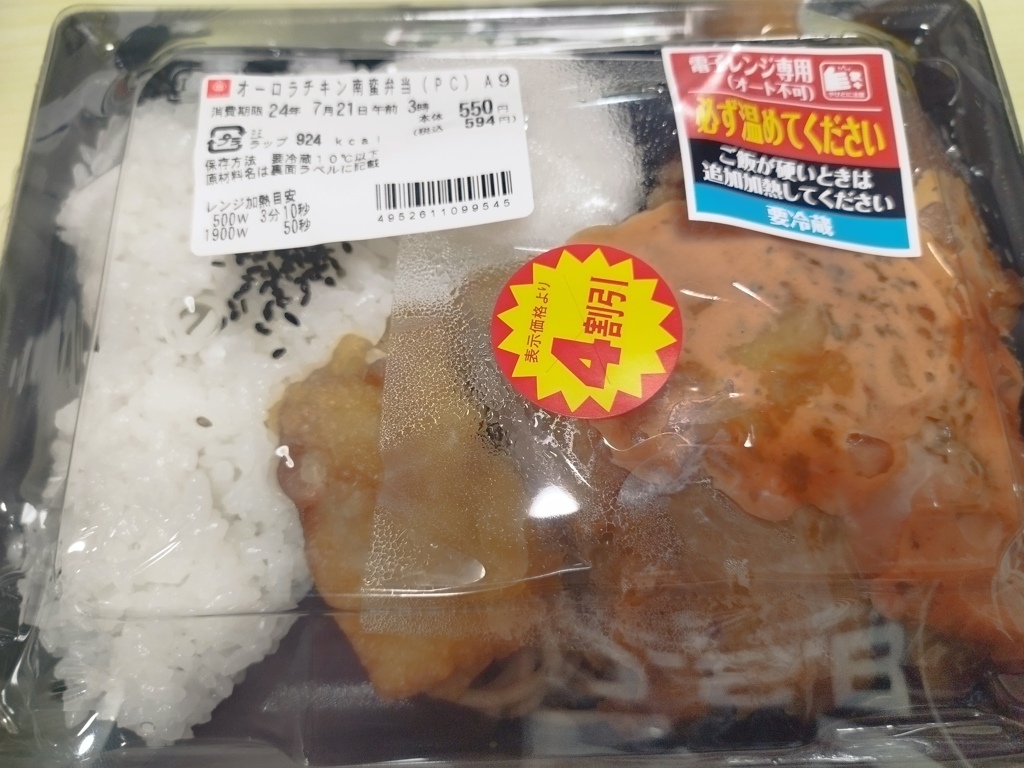 オーロラチキン南蛮弁当(PC) A9
消費期限 24年 7月21日午前 3時
本体 550円
(税込 594円)
プラ
ラップ 924 kcal
保存方法 要冷蔵10℃以下
原材料名は裏面ラベルに記載
レンジ加熱目安
500W 3分10秒
1900W 50秒
4952611099545
電子レンジ専用
(オート不可)
必ず温めてください
ご飯が硬いときは
追加加熱してください
要冷蔵
表示価格より
4割引